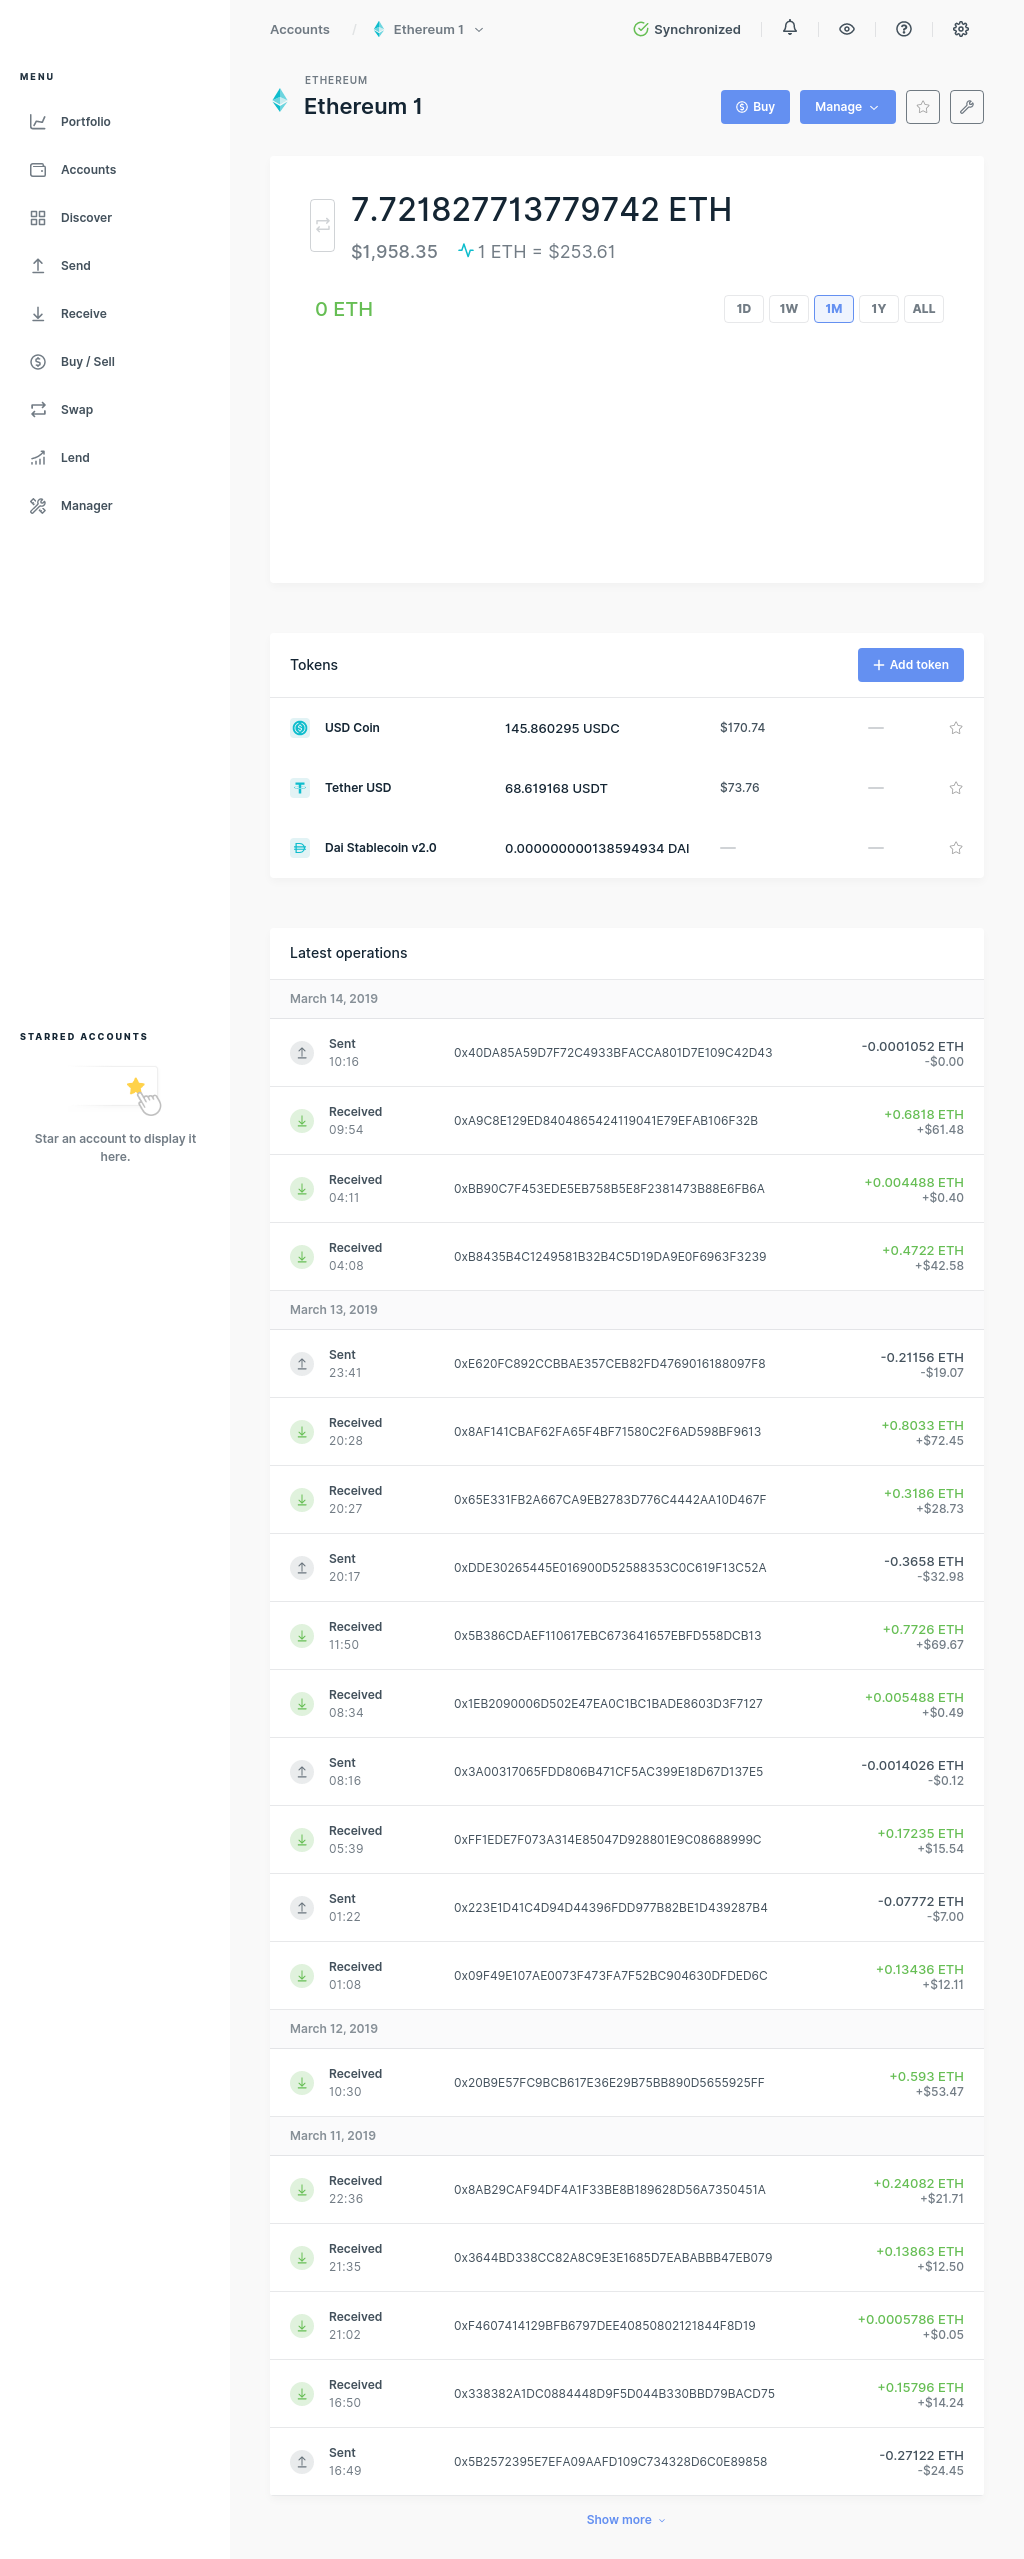 Accounts / Ethereum 1
Synchronized
MENU
Portfolio
Accounts
Discover
Send
Receive
Buy / Sell
Swap
Lend
Manager
STARRED ACCOUNTS
Star an account to display it
here.
ETHEREUM
Ethereum 1
Buy
Manage
7.721827713779742 ETH
$1,958.35 1 ETH = $253.61
0 ETH
1D 1W 1M 1Y ALL
Tokens
Add token
USD Coin 145.860295 USDC $170.74 —
Tether USD 68.619168 USDT $73.76 —
Dai Stablecoin v2.0 0.000000000138594934 DAI — —
Latest operations
March 14, 2019
Sent
10:16
0x40DA85A59D7F72C4933BFACCA801D7E109C42D43
-0.0001052 ETH
-$0.00
Received
09:54
0xA9C8E129ED8404865424119041E79EFAB106F32B
+0.6818 ETH
+$61.48
Received
04:11
0xBB90C7F453EDE5EB758B5E8F2381473B88E6FB6A
+0.004488 ETH
+$0.40
Received
04:08
0xB8435B4C1249581B32B4C5D19DA9E0F6963F3239
+0.4722 ETH
+$42.58
March 13, 2019
Sent
23:41
0xE620FC892CCBBAE357CEB82FD4769016188097F8
-0.21156 ETH
-$19.07
Received
20:28
0x8AF141CBAF62FA65F4BF71580C2F6AD598BF9613
+0.8033 ETH
+$72.45
Received
20:27
0x65E331FB2A667CA9EB2783D776C4442AA10D467F
+0.3186 ETH
+$28.73
Sent
20:17
0xDDE30265445E016900D52588353C0C619F13C52A
-0.3658 ETH
-$32.98
Received
11:50
0x5B386CDAEF110617EBC673641657EBFD558DCB13
+0.7726 ETH
+$69.67
Received
08:34
0x1EB2090006D502E47EA0C1BC1BADE8603D3F7127
+0.005488 ETH
+$0.49
Sent
08:16
0x3A00317065FDD806B471CF5AC399E18D67D137E5
-0.0014026 ETH
-$0.12
Received
05:39
0xFF1EDE7F073A314E85047D928801E9C08688999C
+0.17235 ETH
+$15.54
Sent
01:22
0x223E1D41C4D94D44396FDD977B82BE1D439287B4
-0.07772 ETH
-$7.00
Received
01:08
0x09F49E107AE0073F473FA7F52BC904630DFDED6C
+0.13436 ETH
+$12.11
March 12, 2019
Received
10:30
0x20B9E57FC9BCB617E36E29B75BB890D5655925FF
+0.593 ETH
+$53.47
March 11, 2019
Received
22:36
0x8AB29CAF94DF4A1F33BE8B189628D56A7350451A
+0.24082 ETH
+$21.71
Received
21:35
0x3644BD338CC82A8C9E3E1685D7EABABBB47EB079
+0.13863 ETH
+$12.50
Received
21:02
0xF4607414129BFB6797DEE40850802121844F8D19
+0.0005786 ETH
+$0.05
Received
16:50
0x338382A1DC0884448D9F5D044B330BBD79BACD75
+0.15796 ETH
+$14.24
Sent
16:49
0x5B2572395E7EFA09AAFD109C734328D6C0E89858
-0.27122 ETH
-$24.45
Show more